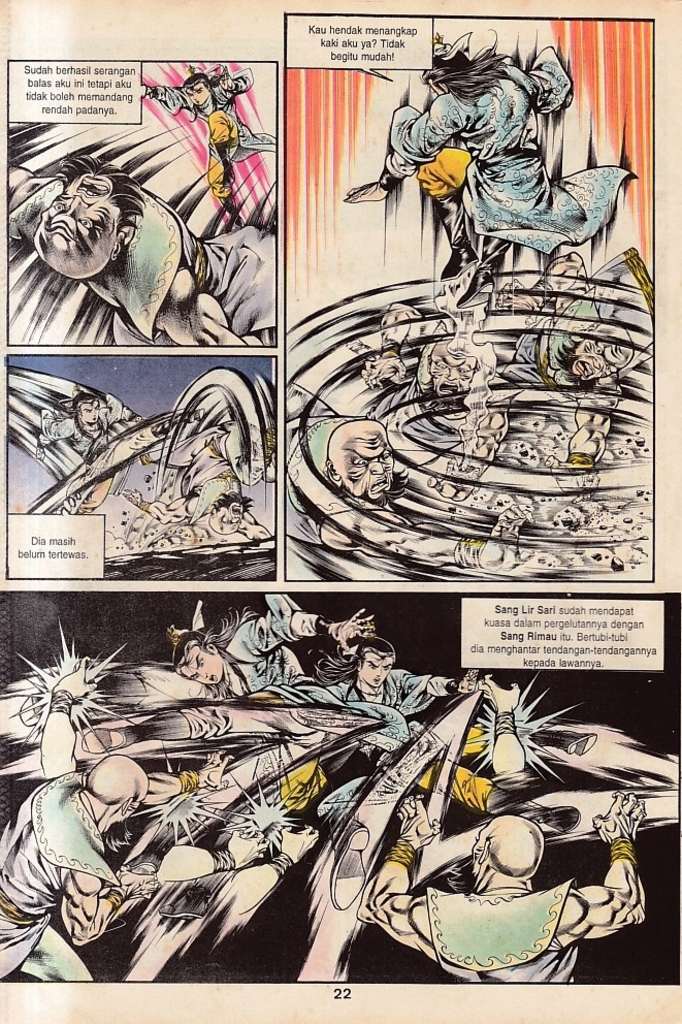 Sudah berhasil serangan
balas aku ini tetapi aku
tidak boleh memandang
rendah padanya.
Dia masih
belum tertewas.
Kau hendak menangkap
kaki aku ya? Tidak
begitu mudah!
Sang Lir Sari sudah mendapat
kuasa dalam pergelutannya dengan
Sang Rimau itu. Bertubi-tubi
dia menghantar tendangan-tendangannya
kepada lawannya.
22